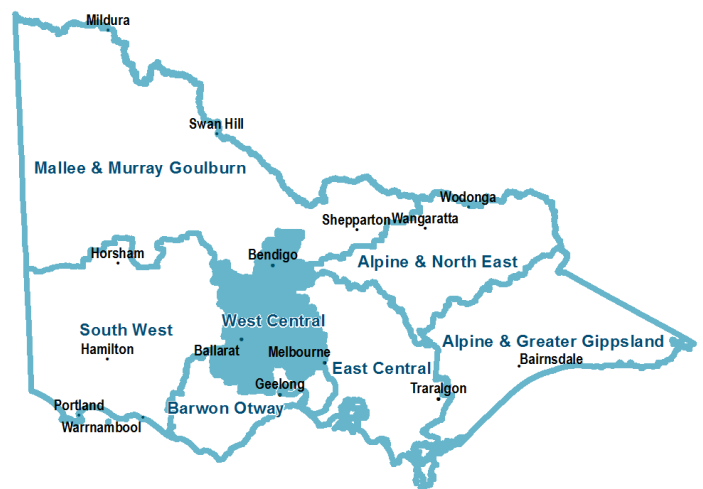 Mildura
Swan Hill
Mallee & Murray Goulburn
Wodonga
Shepparton
Wangaratta
Horsham
Bendigo
Alpine & North East
West Central
South West
Alpine & Greater Gippsland
Hamilton
Ballarat
Melbourne
Bairnsdale
East Central
Geelong
Traralgon
Portland
Barwon Otway
Warrnambool